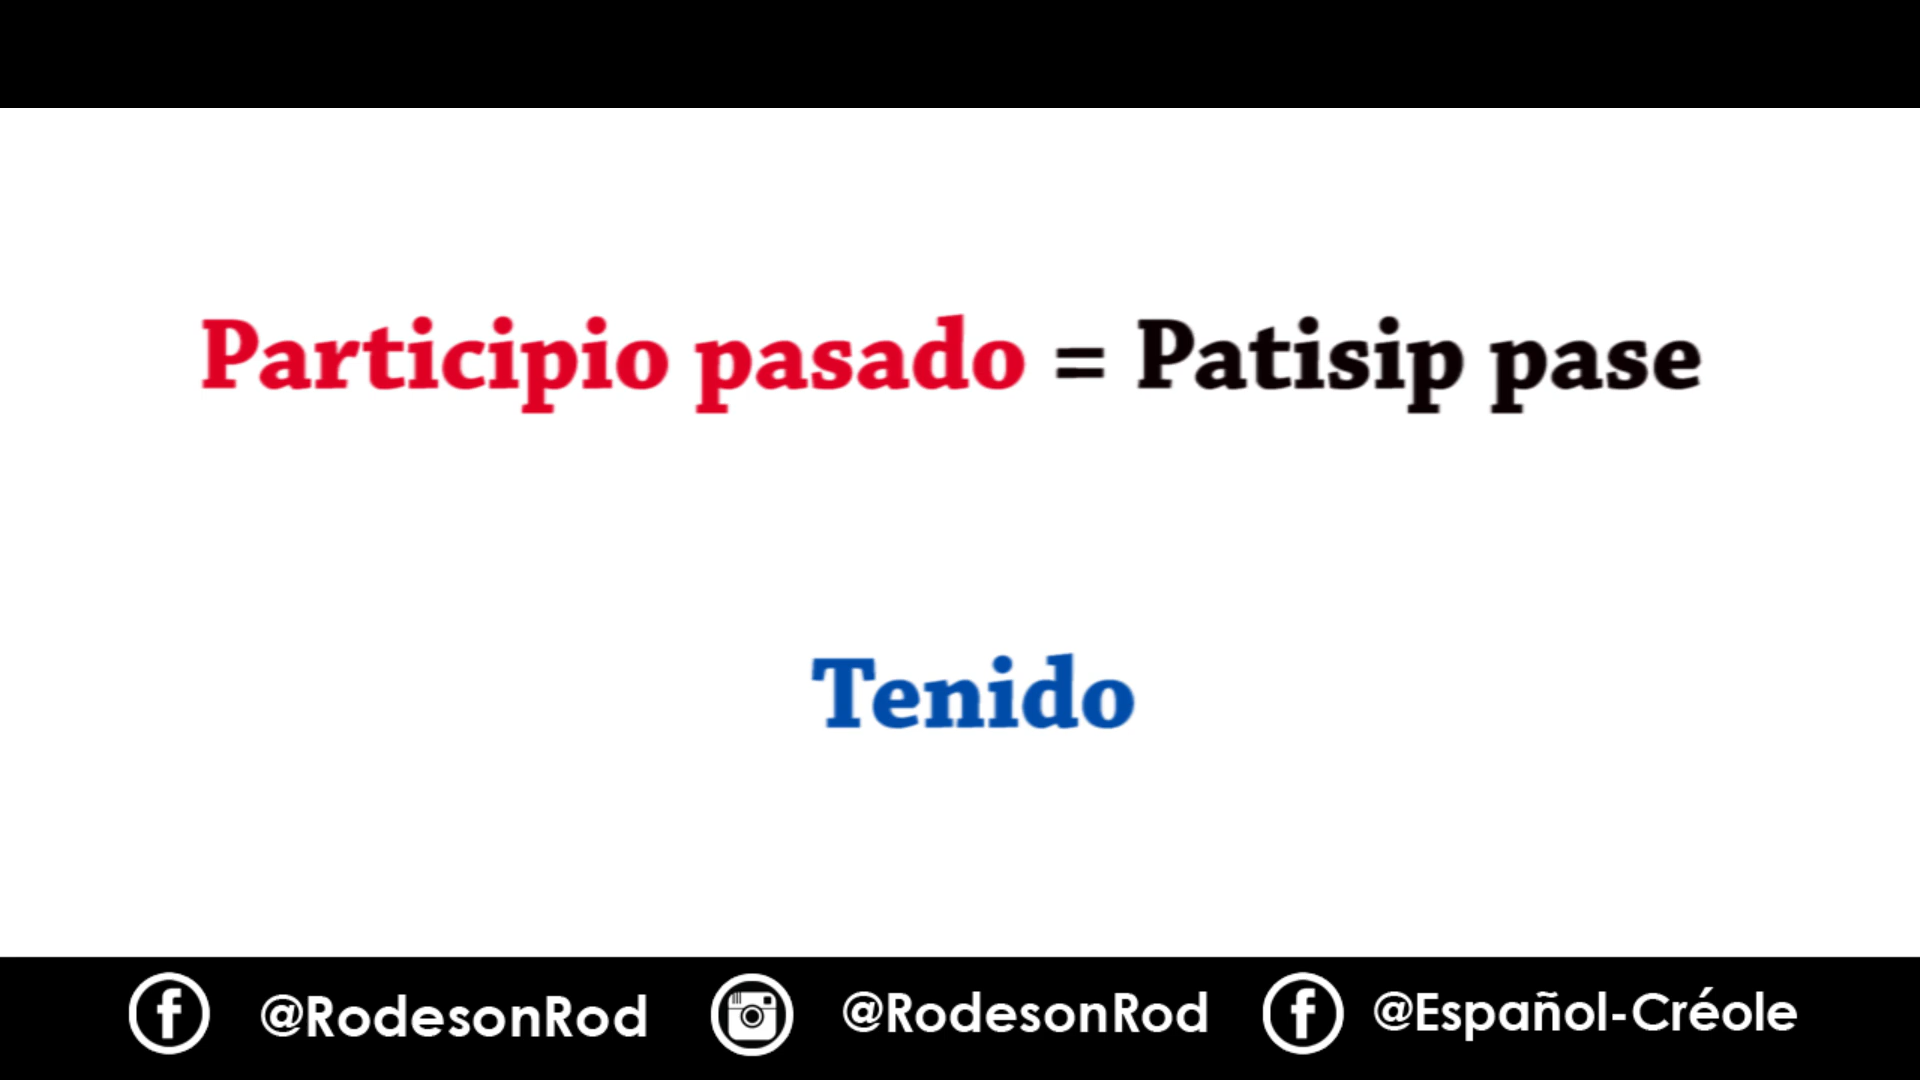 Participio pasado = Patisip pase
Tenido
@RodesonRod @RodesonRod @Español-Créole